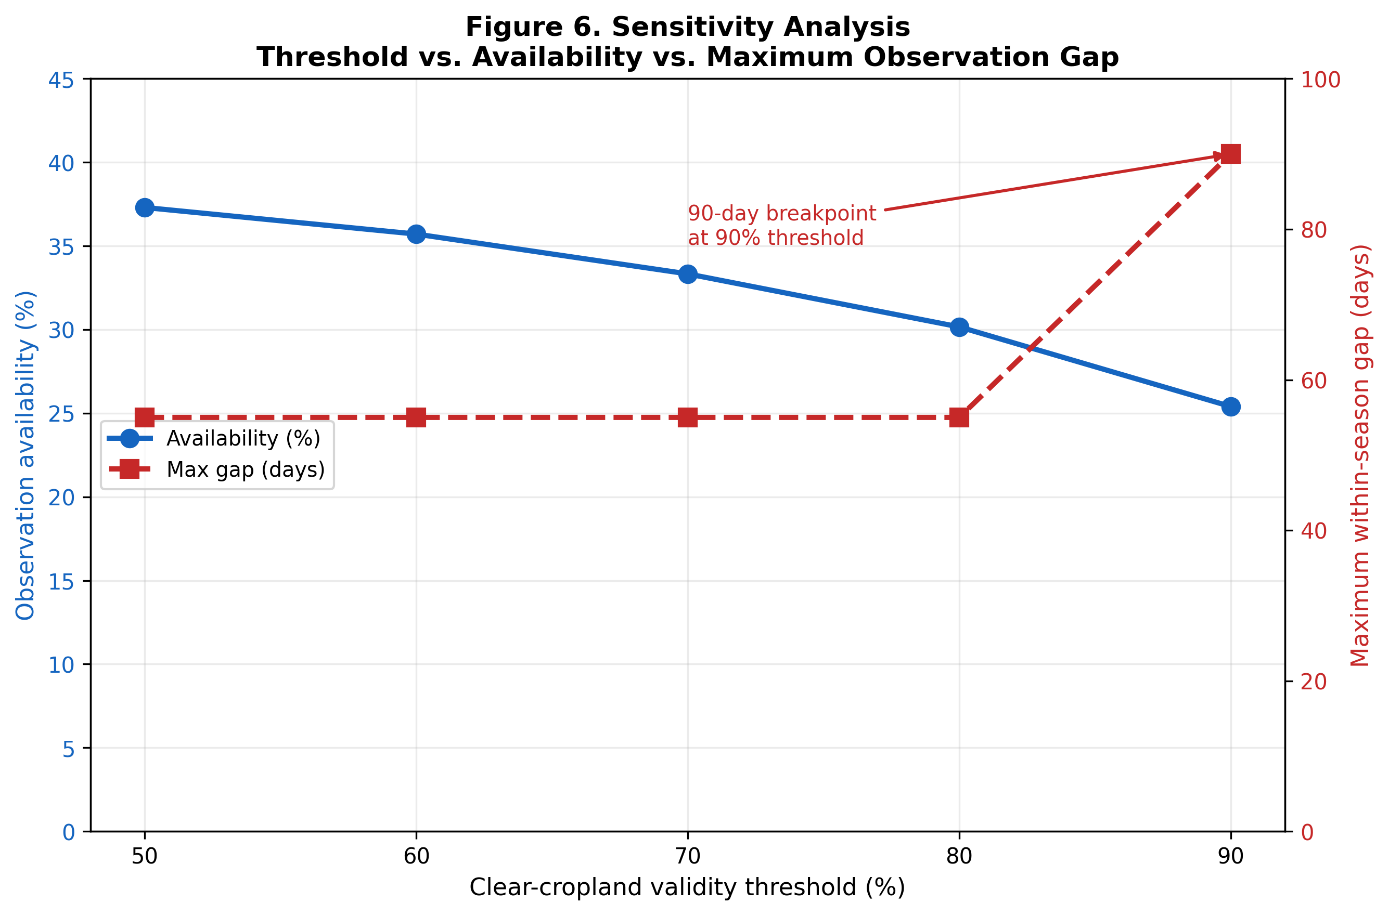 Figure 6. Sensitivity Analysis
Threshold vs. Availability vs. Maximum Observation Gap
45
40
35
30
25
20
15
10
5
0
Observation availability (%)
100
80
60
40
20
0
Maximum within-season gap (days)
90-day breakpoint
at 90% threshold
Availability (%)
Max gap (days)
50 60 70 80 90
Clear-cropland validity threshold (%)